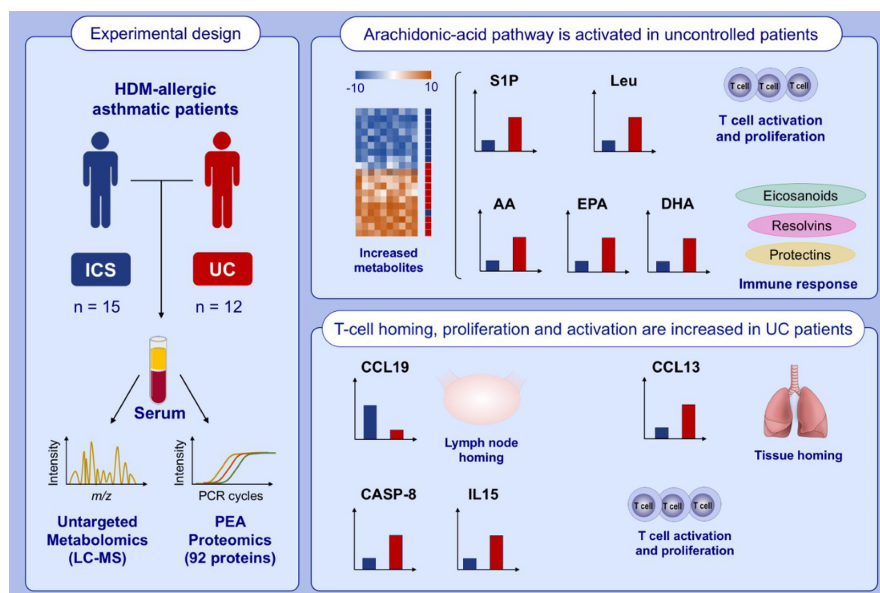 Experimental design
HDM-allergic
asthmatic patients
ICS
UC
n = 15
n = 12
Serum
Intensity
m/z
Intensity
PCR cycles
Untargeted
Metabolomics
(LC-MS)
PEA
Proteomics
(92 proteins)
Arachidonic-acid pathway is activated in uncontrolled patients
-10
10
Increased
metabolites
S1P
Leu
T cell
T cell
T cell
T cell activation
and proliferation
AA
EPA
DHA
Eicosanoids
Resolvins
Protectins
Immune response
T-cell homing, proliferation and activation are increased in UC patients
CCL19
Lymph node
homing
CCL13
Tissue homing
CASP-8
IL15
T cell
T cell
T cell
T cell activation
and proliferation